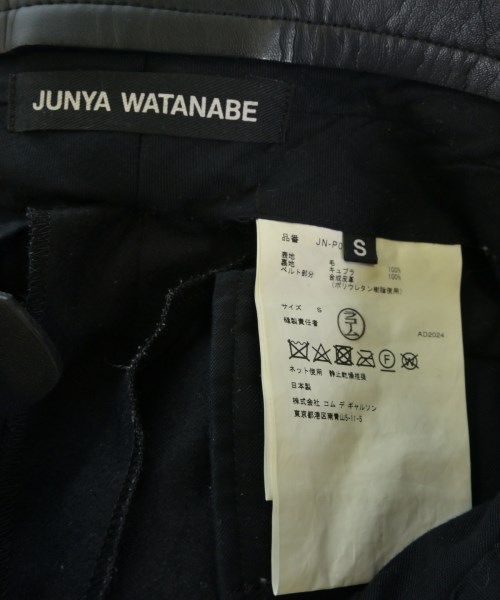 JUNYA WATANABE
品番 JN-P0
S
表地 毛
裏地 キュプラ 100%
ベルト部分 合成皮革 100%
(ポリウレタン樹脂使用)
サイズ S
縫製責任者
AD2024
ネット使用 静止乾燥推奨
日本製
株式会社 コム デ ギャルソン
東京都港区南青山5-11-5